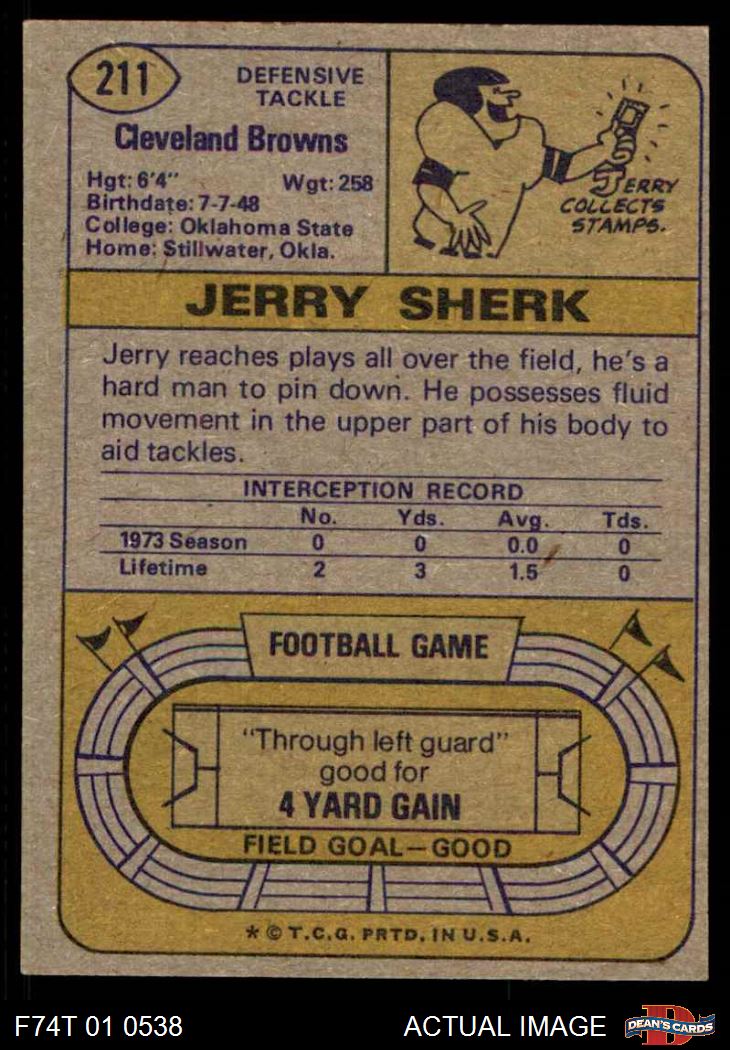 211
DEFENSIVE
TACKLE
Cleveland Browns
Hgt: 6'4" Wgt: 258
Birthdate: 7-7-48
College: Oklahoma State
Home: Stillwater, Okla.
JERRY
COLLECTS
STAMPS.
JERRY SHERK
Jerry reaches plays all over the field, he's a
hard man to pin down. He possesses fluid
movement in the upper part of his body to
aid tackles.
INTERCEPTION RECORD
No. Yds. Avg. Tds.
1973 Season 0 0 0.0 0
Lifetime 2 3 1.5 0
FOOTBALL GAME
"Through left guard"
good for
4 YARD GAIN
FIELD GOAL—GOOD
* © T.C.G. PRTD. IN U.S.A.
F74T 01 0538 ACTUAL IMAGE
D
DEAN'S CARDS